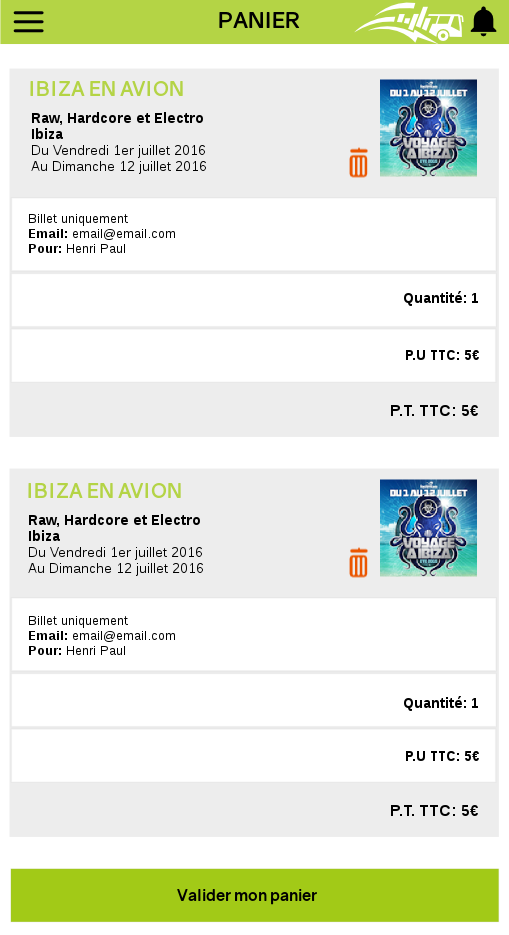 PANIER
IBIZA EN AVION
Raw, Hardcore et Electro
Ibiza
Du Vendredi 1er juillet 2016
Au Dimanche 12 juillet 2016
DU 1 AU 12 JUILLET
VOYAGE
À IBIZA
Billet uniquement
Email: email@email.com
Pour: Henri Paul
Quantité: 1
P.U TTC: 5€
P.T. TTC: 5€
IBIZA EN AVION
Raw, Hardcore et Electro
Ibiza
Du Vendredi 1er juillet 2016
Au Dimanche 12 juillet 2016
DU 1 AU 12 JUILLET
VOYAGE
À IBIZA
Billet uniquement
Email: email@email.com
Pour: Henri Paul
Quantité: 1
P.U TTC: 5€
P.T. TTC: 5€
Valider mon panier